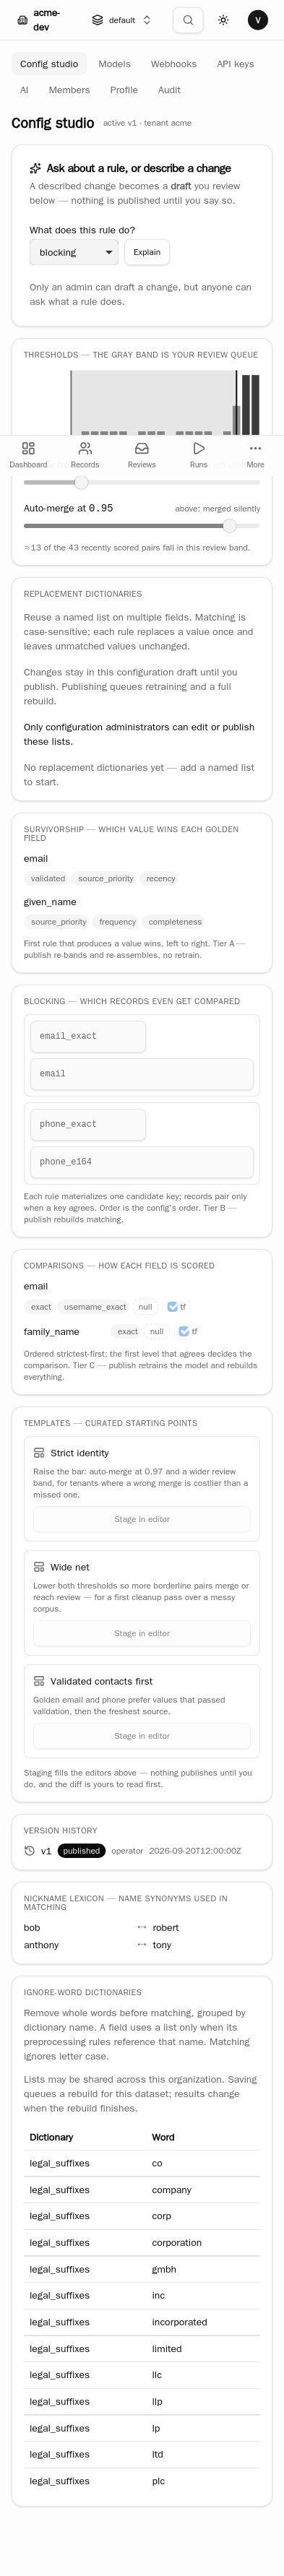 acme-dev
default
V
Config studio
Models
Webhooks
API keys
AI
Members
Profile
Audit
Config studio
active v1 · tenant acme
Ask about a rule, or describe a change
A described change becomes a draft you review
below — nothing is published until you say so.
What does this rule do?
blocking
Explain
Only an admin can draft a change, but anyone can
ask what a rule does.
THRESHOLDS — THE GRAY BAND IS YOUR REVIEW QUEUE
Dashboard
Records
Reviews
Runs
More
Auto-merge at 0.95
above: merged silently
≈13 of the 43 recently scored pairs fall in this review band.
REPLACEMENT DICTIONARIES
Reuse a named list on multiple fields. Matching is
case-sensitive; each rule replaces a value once and
leaves unmatched values unchanged.
Changes stay in this configuration draft until you
publish. Publishing queues retraining and a full
rebuild.
Only configuration administrators can edit or publish
these lists.
No replacement dictionaries yet — add a named list
to start.
SURVIVORSHIP — WHICH VALUE WINS EACH GOLDEN
FIELD
email
validated
source_priority
recency
given_name
source_priority
frequency
completeness
First rule that produces a value wins, left to right. Tier A —
publish re-bands and re-assembles, no retrain.
BLOCKING — WHICH RECORDS EVEN GET COMPARED
email_exact
email
phone_exact
phone_e164
Each rule materializes one candidate key; records pair only
when a key agrees. Order is the config's order. Tier B —
publish rebuilds matching.
COMPARISONS — HOW EACH FIELD IS SCORED
email
exact
username_exact
null
tf
family_name
exact
null
tf
Ordered strictest-first; the first level that agrees decides the
comparison. Tier C — publish retrains the model and rebuilds
everything.
TEMPLATES — CURATED STARTING POINTS
Strict identity
Raise the bar: auto-merge at 0.97 and a wider review
band, for tenants where a wrong merge is costlier than a
missed one.
Stage in editor
Wide net
Lower both thresholds so more borderline pairs merge or
reach review — for a first cleanup pass over a messy
corpus.
Stage in editor
Validated contacts first
Golden email and phone prefer values that passed
validation, then the freshest source.
Stage in editor
Staging fills the editors above — nothing publishes until you
do, and the diff is yours to read first.
VERSION HISTORY
v1
published
operator
2026-09-20T12:00:00Z
NICKNAME LEXICON — NAME SYNONYMS USED IN
MATCHING
bob ↔ robert
anthony ↔ tony
IGNORE-WORD DICTIONARIES
Remove whole words before matching, grouped by
dictionary name. A field uses a list only when its
preprocessing rules reference that name. Matching
ignores letter case.
Lists may be shared across this organization. Saving
queues a rebuild for this dataset; results change
when the rebuild finishes.
Dictionary Word
legal_suffixes co
legal_suffixes company
legal_suffixes corp
legal_suffixes corporation
legal_suffixes gmbh
legal_suffixes inc
legal_suffixes incorporated
legal_suffixes limited
legal_suffixes llc
legal_suffixes llp
legal_suffixes lp
legal_suffixes ltd
legal_suffixes plc